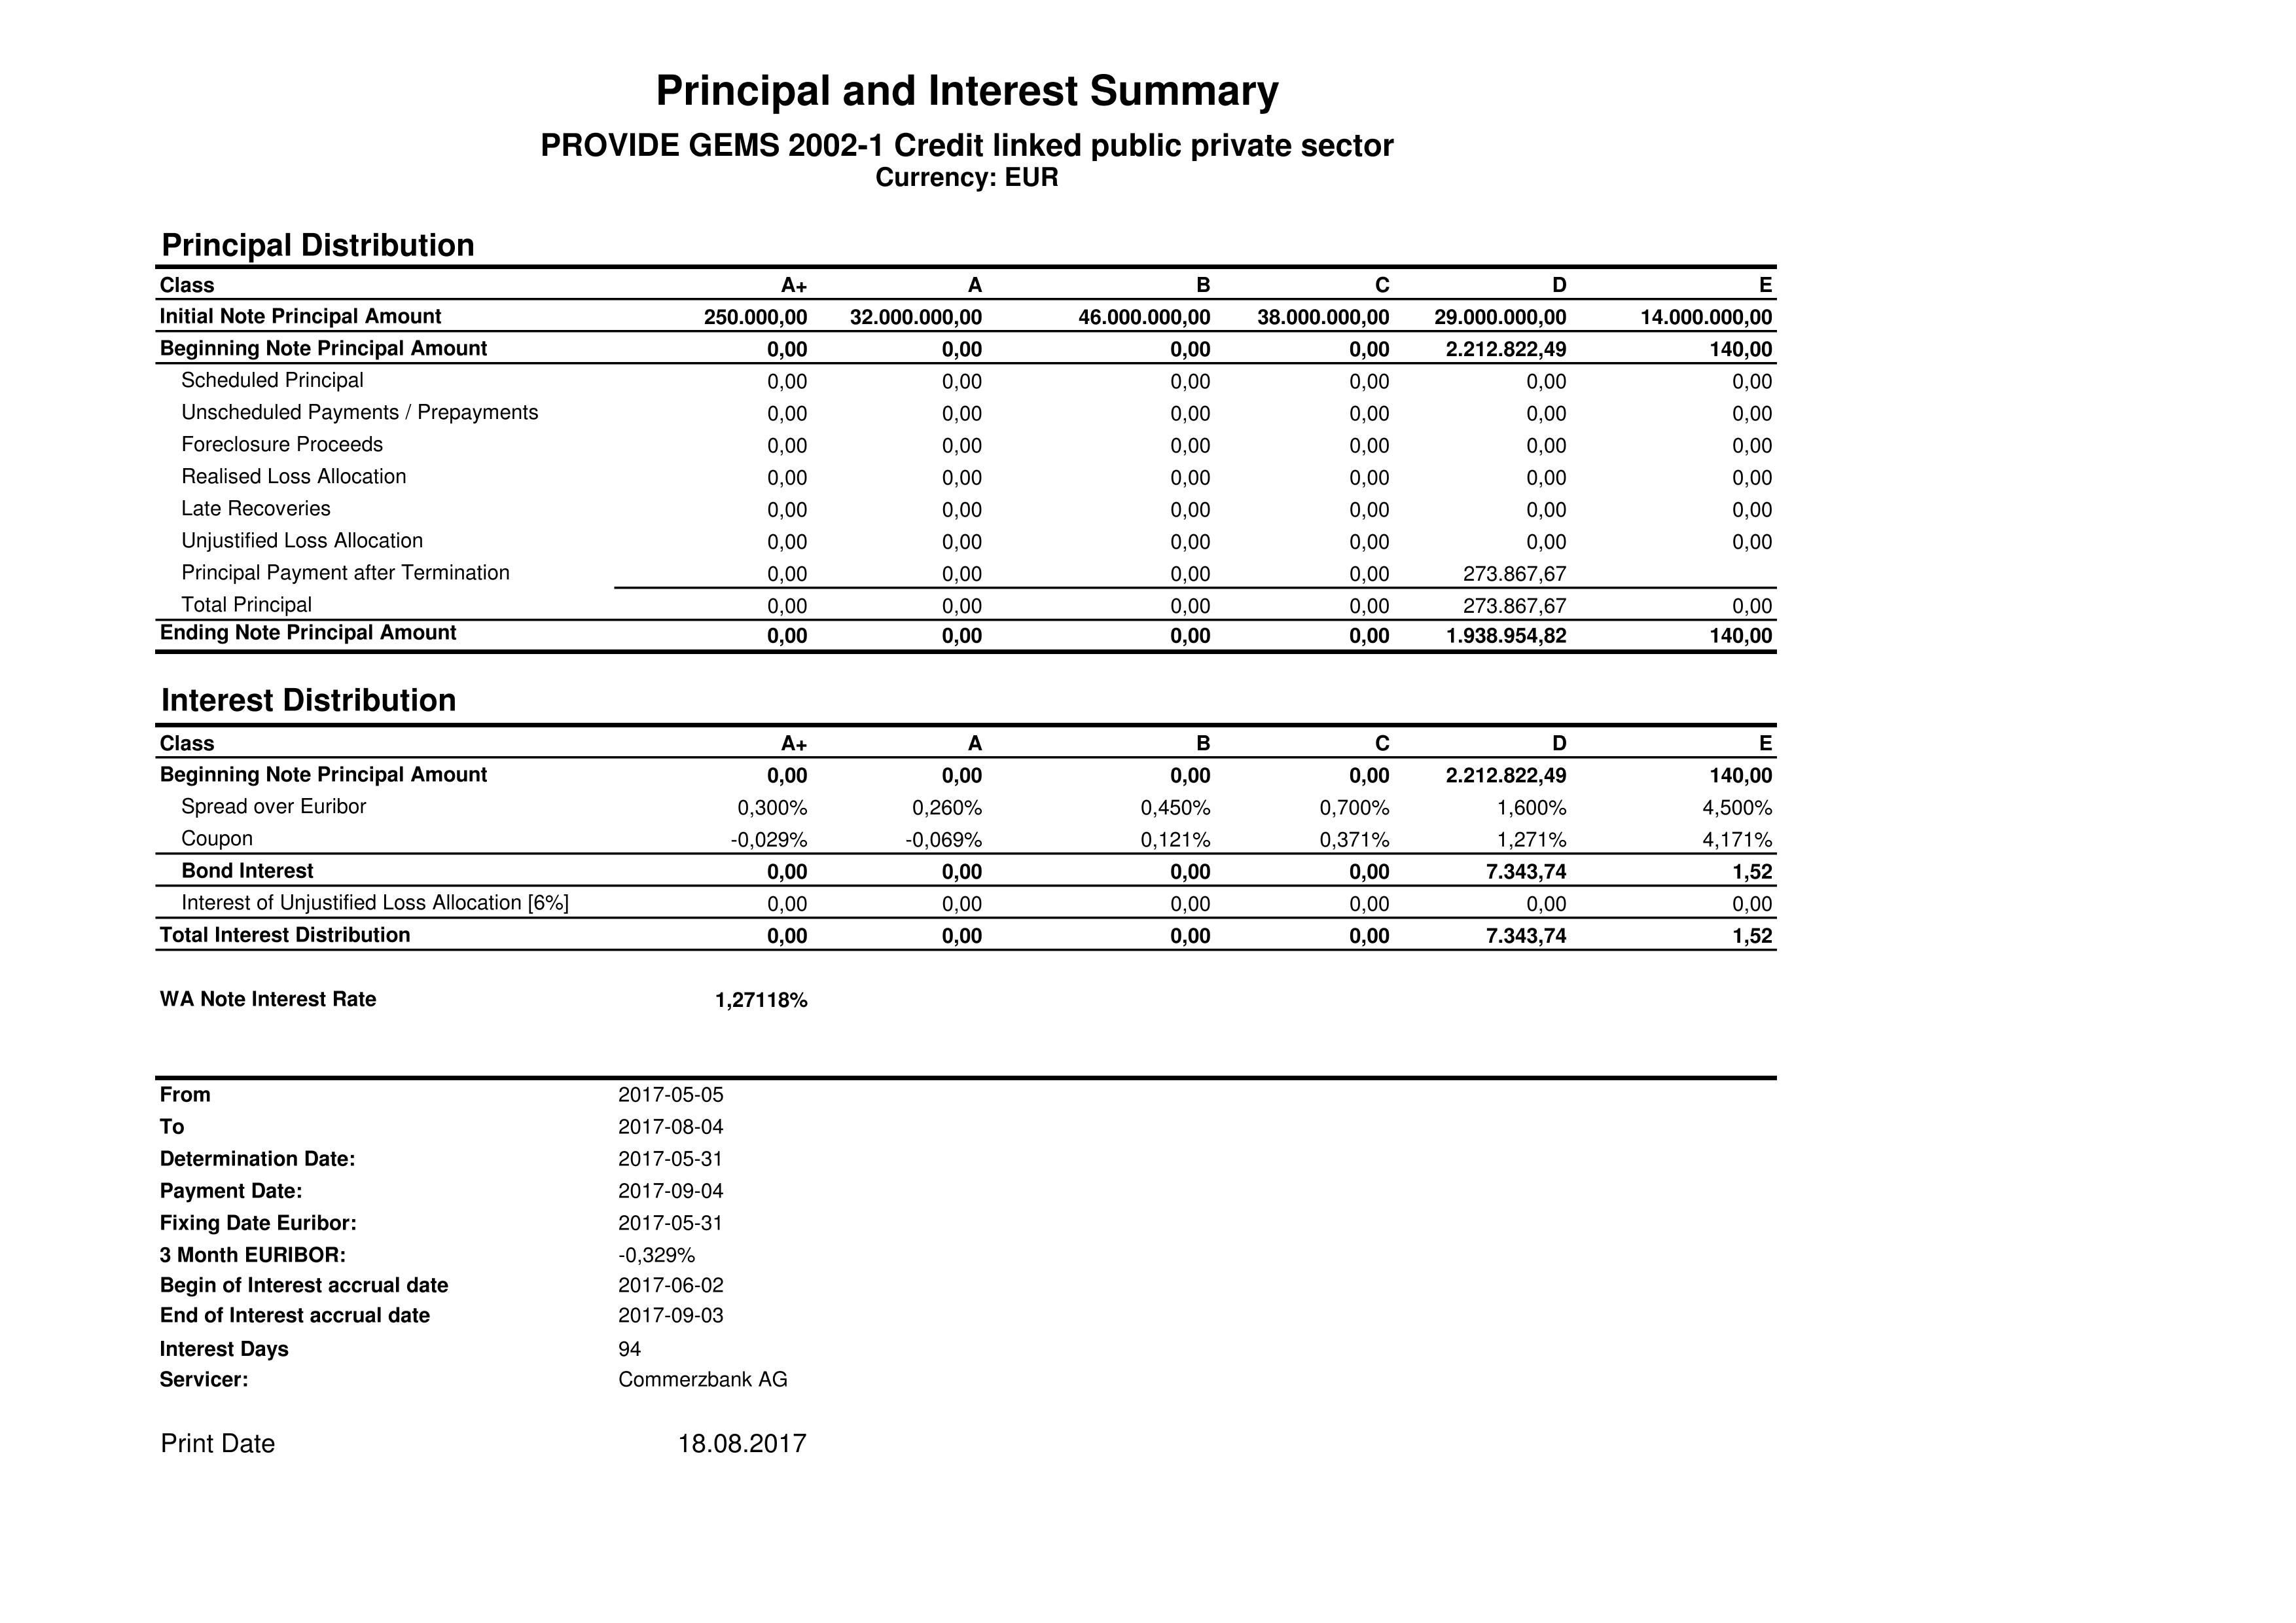 Principal and Interest Summary
PROVIDE GEMS 2002-1 Credit linked public private sector
Currency: EUR
Principal Distribution
Class A+ A B C D E
Initial Note Principal Amount 250.000,00 32.000.000,00 46.000.000,00 38.000.000,00 29.000.000,00 14.000.000,00
Beginning Note Principal Amount 0,00 0,00 0,00 0,00 2.212.822,49 140,00
Scheduled Principal 0,00 0,00 0,00 0,00 0,00 0,00
Unscheduled Payments / Prepayments 0,00 0,00 0,00 0,00 0,00 0,00
Foreclosure Proceeds 0,00 0,00 0,00 0,00 0,00 0,00
Realised Loss Allocation 0,00 0,00 0,00 0,00 0,00 0,00
Late Recoveries 0,00 0,00 0,00 0,00 0,00 0,00
Unjustified Loss Allocation 0,00 0,00 0,00 0,00 0,00 0,00
Principal Payment after Termination 0,00 0,00 0,00 0,00 273.867,67
Total Principal 0,00 0,00 0,00 0,00 273.867,67 0,00
Ending Note Principal Amount 0,00 0,00 0,00 0,00 1.938.954,82 140,00
Interest Distribution
Class A+ A B C D E
Beginning Note Principal Amount 0,00 0,00 0,00 0,00 2.212.822,49 140,00
Spread over Euribor 0,300% 0,260% 0,450% 0,700% 1,600% 4,500%
Coupon -0,029% -0,069% 0,121% 0,371% 1,271% 4,171%
Bond Interest 0,00 0,00 0,00 0,00 7.343,74 1,52
Interest of Unjustified Loss Allocation [6%] 0,00 0,00 0,00 0,00 0,00 0,00
Total Interest Distribution 0,00 0,00 0,00 0,00 7.343,74 1,52
WA Note Interest Rate 1,27118%
From 2017-05-05
To 2017-08-04
Determination Date: 2017-05-31
Payment Date: 2017-09-04
Fixing Date Euribor: 2017-05-31
3 Month EURIBOR: -0,329%
Begin of Interest accrual date 2017-06-02
End of Interest accrual date 2017-09-03
Interest Days 94
Servicer: Commerzbank AG
Print Date 18.08.2017